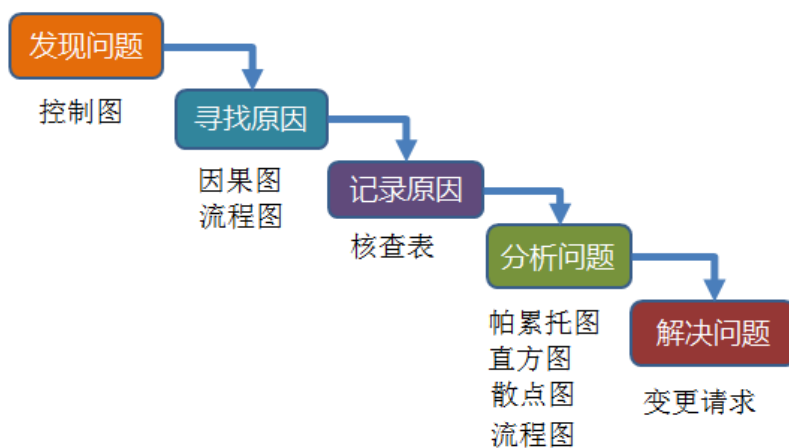 发现问题
控制图
寻找原因
因果图
流程图
记录原因
核查表
分析问题
帕累托图
直方图
散点图
流程图
解决问题
变更请求